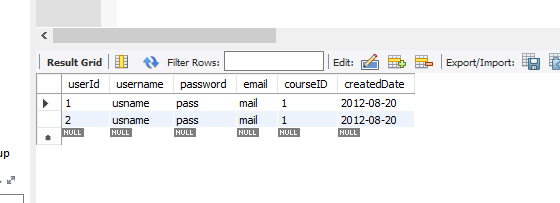 Result Grid Filter Rows: Edit: Export/Import:
userId username password email courseID createdDate
1 usname pass mail 1 2012-08-20
2 usname pass mail 1 2012-08-20
NULL NULL NULL NULL NULL NULL
up